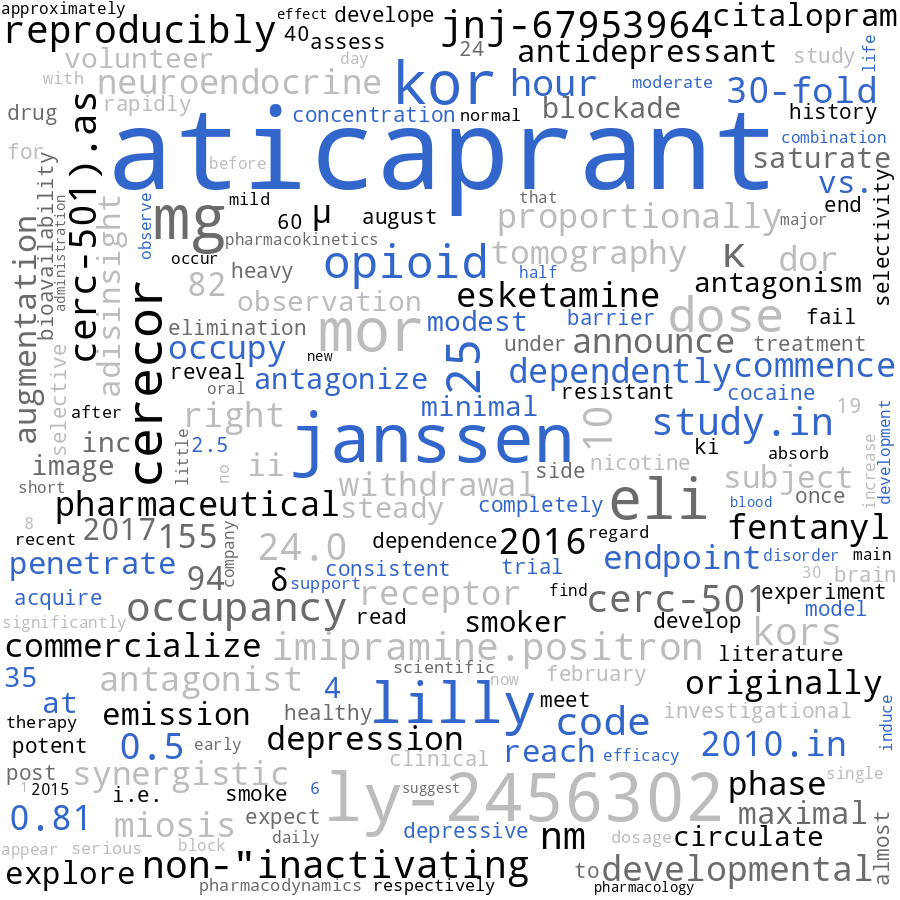 approximately
effect
develope
jnj-67953964
citalopram
reproducibly
40
assess
24
antidepressant
study
life
volunteer
day
with
neuroendocrine
kor
hour
moderate
30-fold
drug
rapidly
concentration
normal
blockade
history
for
aticaprant
combination
before
saturate
cerc-501).as
vs.
selectivity
bioavailability
administration
adisinsight
observe
mg
mild
60
μ
august
that
proportionally
major
end
pharmacokinetics
occur
heavy
opioid
tomography
κ
dor
half
82
observation
esketamine
antagonism
augmentation
cerecor
elimination
mor
modest
barrier
dose
fail
occupy
new
25
under
announce
treatment
selective
reveal
oral
antagonize
dependently
commence
resistant
cocaine
after
right
minimal
study.in
19
inc
little
2.5
janssen
10
ki
absorb
development
image
no
ii
side
nicotine
subject
increase
short
withdrawal
once
pharmaceutical
steady
completely
eli
blood
8
2017
155
company
fentanyl
recent
24.0
dependence
2016
regard
penetrate
94
δ
support
consistent
trial
endpoint
disorder
main
30
brain
acquire
find
cerc-501
experiment
model
significantly
occupancy
read
receptor
smoker
develop
kors
commercialize
imipramine.positron
literature
scientific
35
antagonist
now
february
originally
at
4
lilly
meet
investigational
therapy
emission
healthy
code
induce
potent
0.5
early
depression
clinical
reach
efficacy
2010.in
post
synergistic
phase
single
1
2015
i.e.
smoke
6
ly-2456302
suggest
maximal
0.81
miosis
expect
daily
depressive
nm
dosage
circulate
almost
appear
serious
block
explore
non-"inactivating
to
developmental
pharmacodynamics
respectively
pharmacology